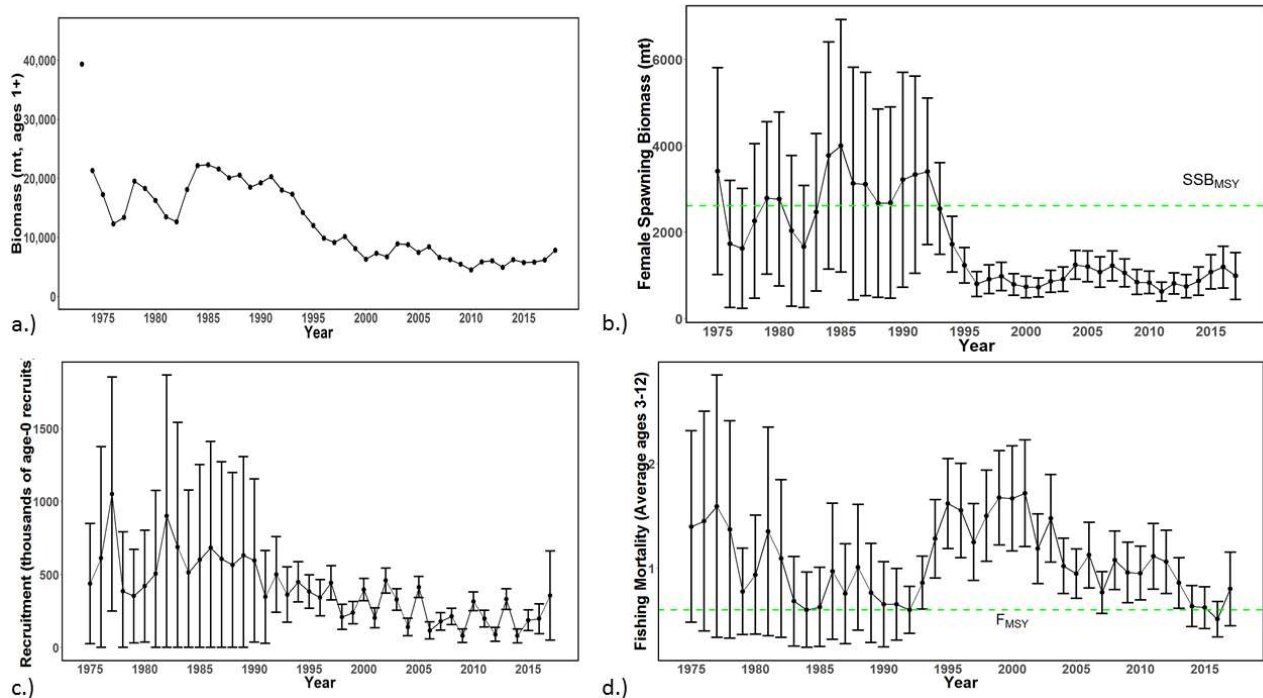 Biomass (mt, ages 1+)
40,000
30,000
20,000
10,000
0
1975 1980 1985 1990 1995 2000 2005 2010 2015
Year
a.)
Female Spawning Biomass (mt)
6000
4000
2000
0
SSBMSY
1975 1980 1985 1990 1995 2000 2005 2010 2015
Year
b.)
Recruitment (thousands of age-0 recruits
1500
1000
500
0
1975 1980 1985 1990 1995 2000 2005 2010 2015
Year
c.)
Fishing Mortality (Average ages 3-12)
2
1
FMSY
1975 1980 1985 1990 1995 2000 2005 2010 2015
Year
d.)